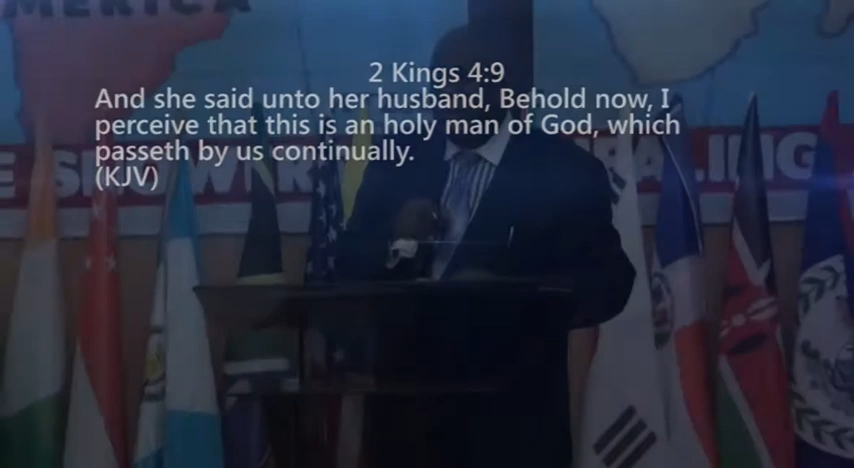 MERICA
2 Kings 4:9
And she said unto her husband, Behold now, I
perceive that this is an holy man of God, which
passeth by us continually.
(KJV)